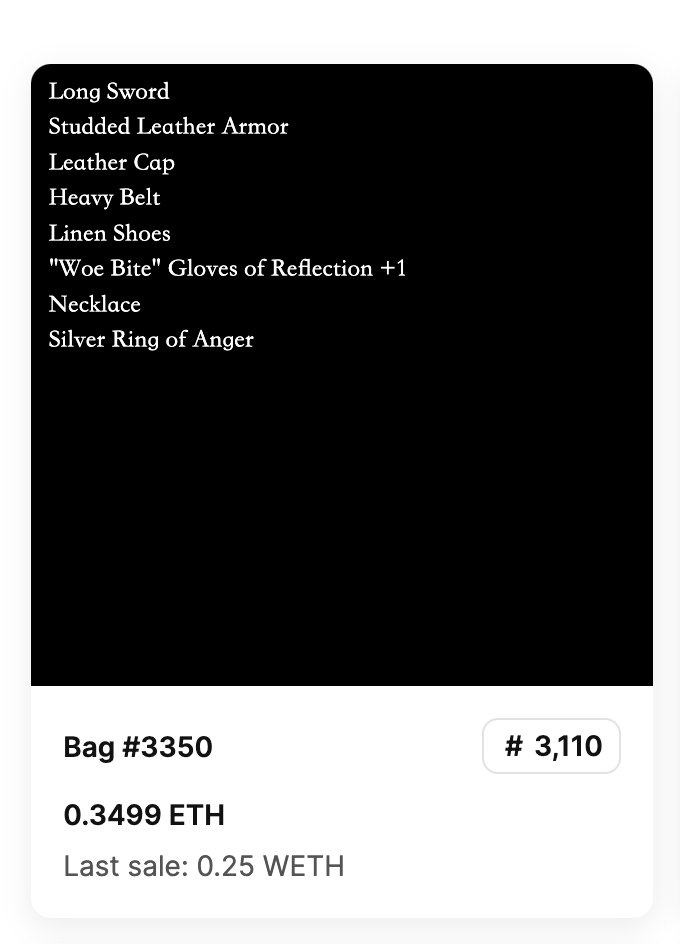 Long Sword
Studded Leather Armor
Leather Cap
Heavy Belt
Linen Shoes
"Woe Bite" Gloves of Reflection +1
Necklace
Silver Ring of Anger
Bag #3350
# 3,110
0.3499 ETH
Last sale: 0.25 WETH